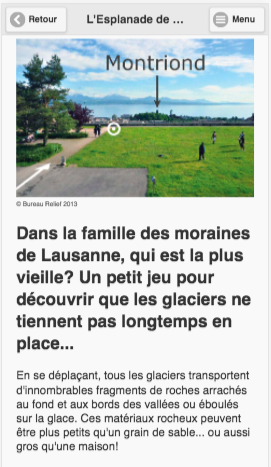 Retour
L'Esplanade de ...
Menu
Montriond
© Bureau Relief 2013
Dans la famille des moraines
de Lausanne, qui est la plus
vieille? Un petit jeu pour
découvrir que les glaciers ne
tiennent pas longtemps en
place...
En se déplaçant, tous les glaciers transportent
d'innombrables fragments de roches arrachés
au fond et aux bords des vallées ou éboulés
sur la glace. Ces matériaux rocheux peuvent
être plus petits qu'un grain de sable... ou aussi
gros qu'une maison!